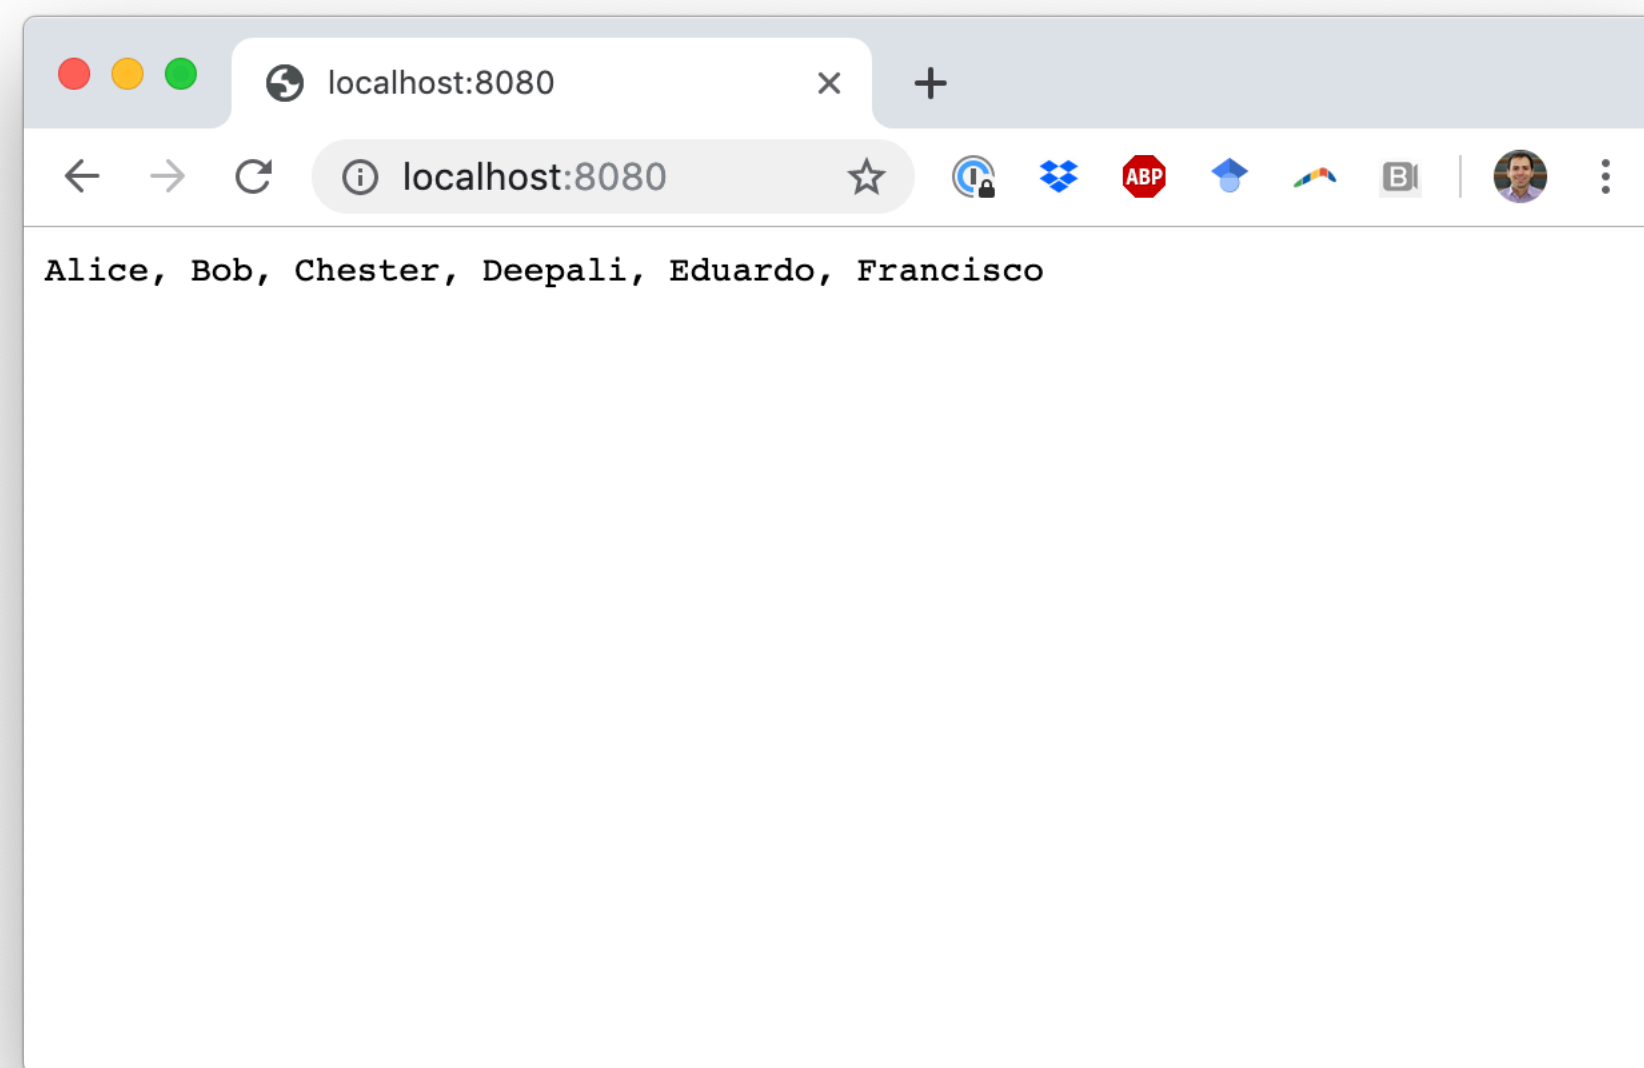 localhost:8080
localhost:8080
ABP
B
Alice, Bob, Chester, Deepali, Eduardo, Francisco